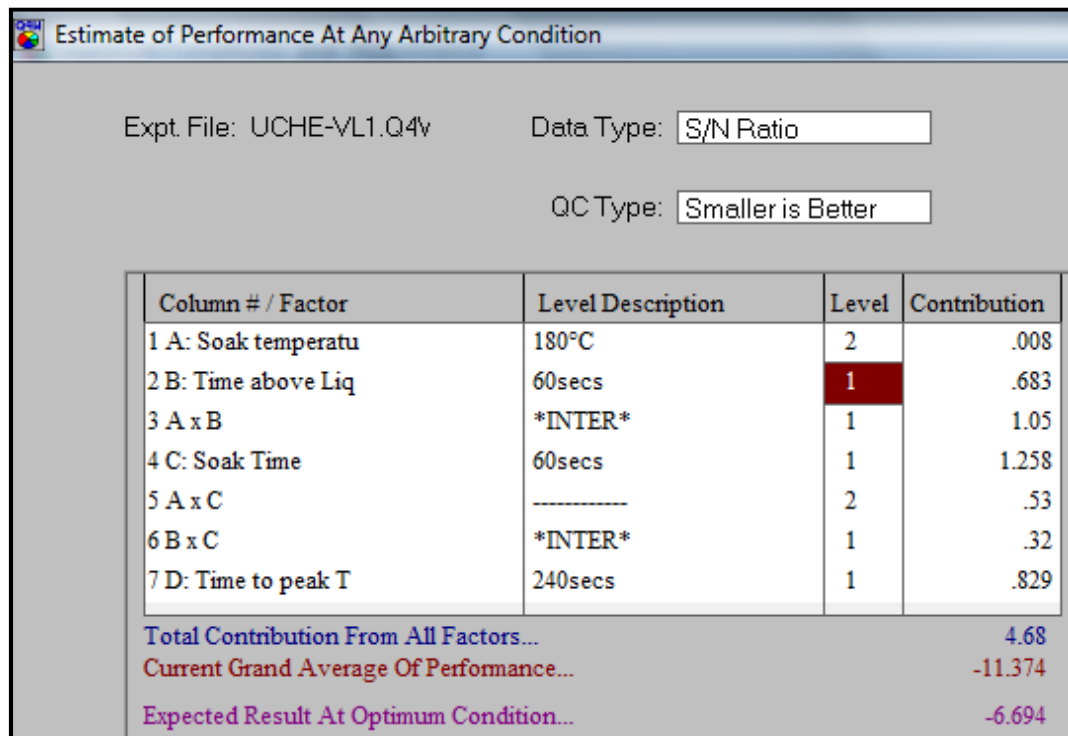 Estimate of Performance At Any Arbitrary Condition
Expt. File: UCHE-VL1.Q4v Data Type: S/N Ratio
QC Type: Smaller is Better
Column # / Factor Level Description Level Contribution
1 A: Soak temperatu 180°C 2 .008
2 B: Time above Liq 60secs 1 .683
3 A x B *INTER* 1 1.05
4 C: Soak Time 60secs 1 1.258
5 A x C ------------ 2 .53
6 B x C *INTER* 1 .32
7 D: Time to peak T 240secs 1 .829
Total Contribution From All Factors... 4.68
Current Grand Average Of Performance... -11.374
Expected Result At Optimum Condition... -6.694